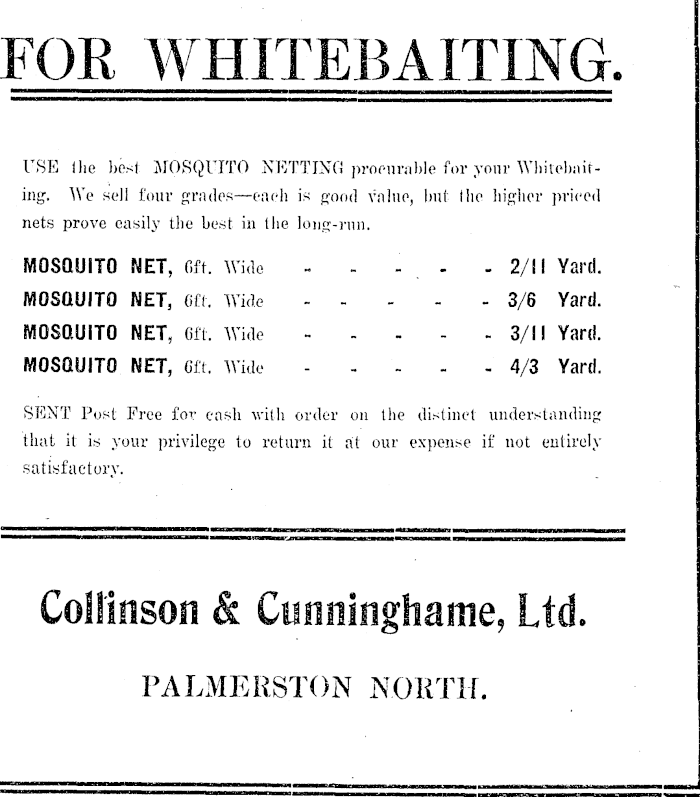 FOR WHITEBAITING.
USE the best MOSQUITO NETTING procurable for your Whitebait-
ing. We sell four grades—each is good value, but the higher priced
nets prove easily the best in the long-run.
MOSQUITO NET, 6ft. Wide - - - - - 2/11 Yard.
MOSQUITO NET, 6ft. Wide - - - - - 3/6 Yard.
MOSQUITO NET, 6ft. Wide - - - - - 3/11 Yard.
MOSQUITO NET, 6ft. Wide - - - - - 4/3 Yard.
SENT Post Free for cash with order on the distinct understanding
that it is your privilege to return it at our expense if not entirely
satisfactory.
Collinson & Cunninghame, Ltd.
PALMERSTON NORTH.